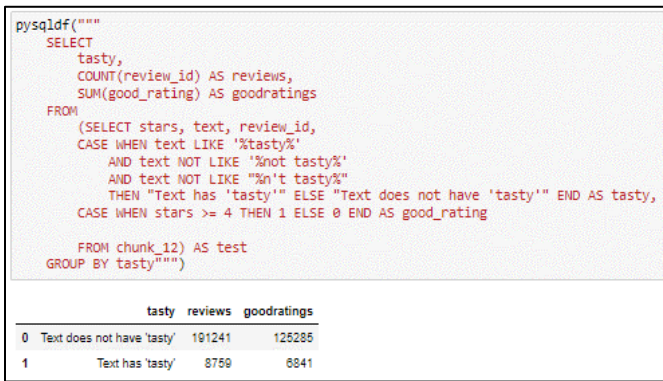 pysqldf("""
SELECT
tasty,
COUNT(review_id) AS reviews,
SUM(good_rating) AS goodratings
FROM
(SELECT stars, text, review_id,
CASE WHEN text LIKE '%tasty%'
AND text NOT LIKE '%not tasty%'
AND text NOT LIKE "%n't tasty%"
THEN "Text has 'tasty'" ELSE "Text does not have 'tasty'" END AS tasty,
CASE WHEN stars >= 4 THEN 1 ELSE 0 END AS good_rating
FROM chunk_12) AS test
GROUP BY tasty""")
tasty reviews goodratings
0 Text does not have 'tasty' 191241 125285
1 Text has 'tasty' 8759 6841